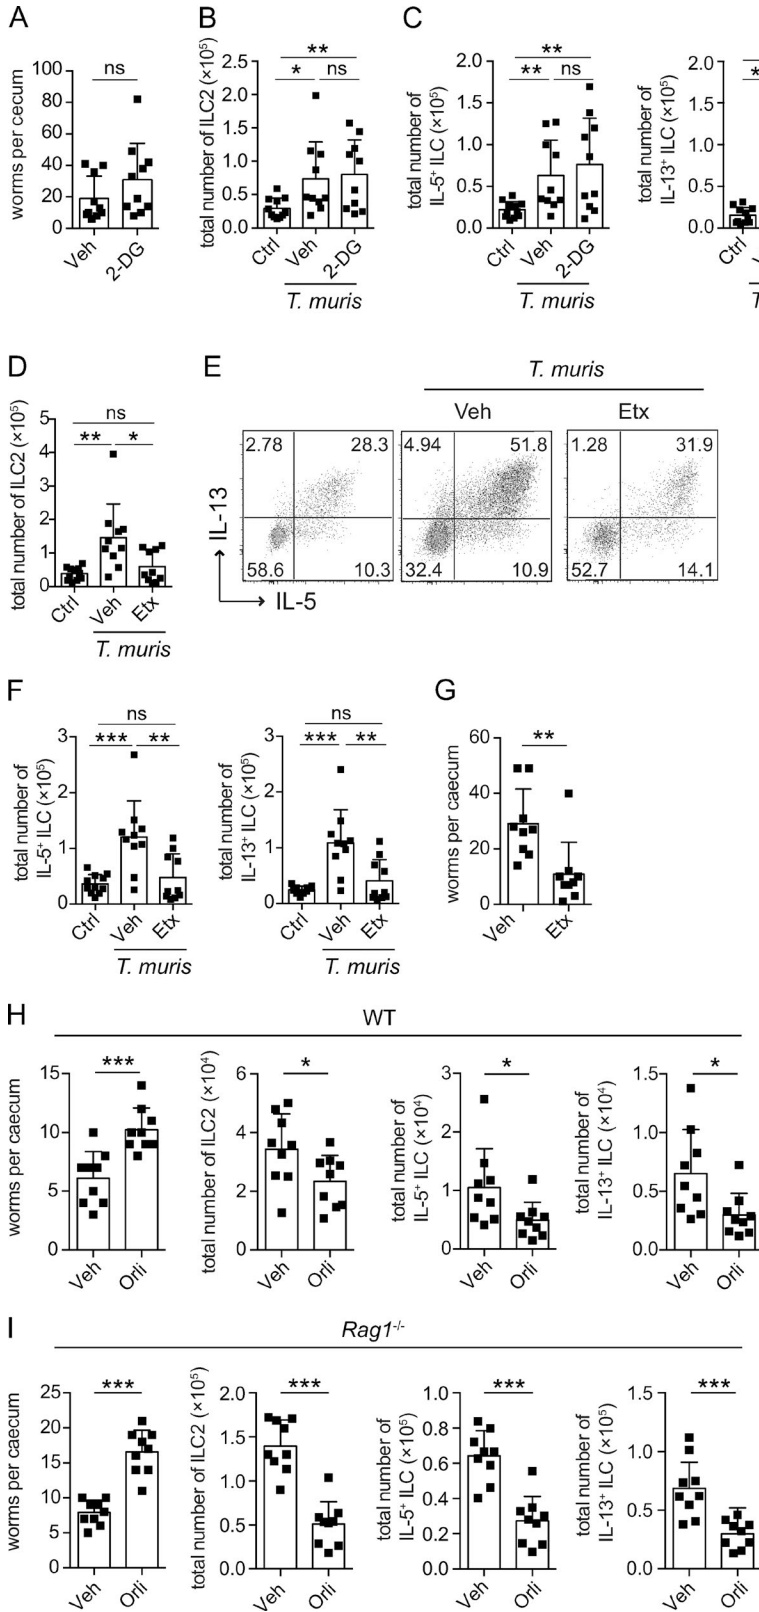 A
worms per cecum
100
80
60
40
20
0
ns
Veh
2-DG
B
total number of ILC2 (×10⁵)
2.5
2.0
1.5
1.0
0.5
0.0
**
*
ns
Ctrl
Veh
2-DG
T. muris
C
total number of
IL-5⁺ ILC (×10⁵)
2.0
1.5
1.0
0.5
0.0
**
**
ns
Ctrl
Veh
2-DG
T. muris
total number of
IL-13⁺ ILC (×10⁵)
2.0
1.5
1.0
0.5
0.0
*
Ctrl
D
total number of ILC2 (×10⁵)
5
4
3
2
1
0
ns
**
*
Ctrl
Veh
Etx
T. muris
E
T. muris
Veh
Etx
2.78
28.3
58.6
10.3
4.94
51.8
32.4
10.9
1.28
31.9
52.7
14.1
IL-13
IL-5
F
total number of
IL-5⁺ ILC (×10⁵)
3
2
1
0
ns
***
**
Ctrl
Veh
Etx
T. muris
total number of
IL-13⁺ ILC (×10⁵)
3
2
1
0
ns
***
**
Ctrl
Veh
Etx
T. muris
G
worms per caecum
60
40
20
0
**
Veh
Etx
H
WT
worms per caecum
15
10
5
0
***
Veh
Orli
total number of ILC2 (×10⁴)
6
4
2
0
*
Veh
Orli
total number of
IL-5⁺ ILC (×10⁴)
3
2
1
0
*
Veh
Orli
total number of
IL-13⁺ ILC (×10⁴)
1.5
1.0
0.5
0.0
*
Veh
Orli
I
Rag1⁻/⁻
worms per caecum
25
20
15
10
5
0
***
Veh
Orli
total number of ILC2 (×10⁵)
2.0
1.5
1.0
0.5
0.0
***
Veh
Orli
total number of
IL-5⁺ ILC (×10⁵)
0.8
0.6
0.4
0.2
0.0
***
Veh
Orli
total number of
IL-13⁺ ILC (×10⁵)
1.5
1.0
0.5
0.0
***
Veh
Orli